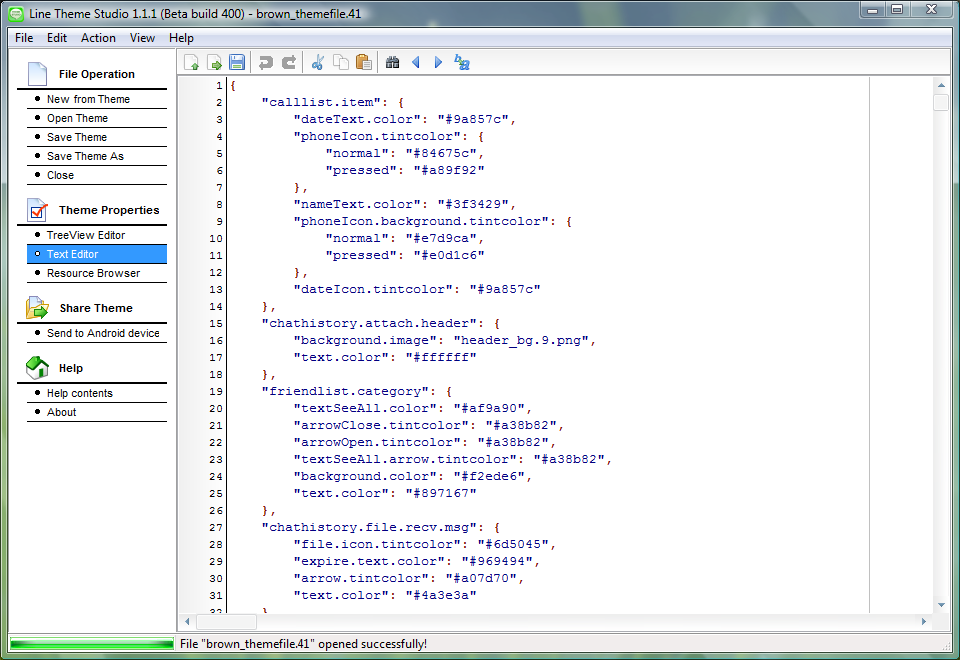 Line Theme Studio 1.1.1 (Beta build 400) - brown_themefile.41
File Edit Action View Help
File Operation
New from Theme
Open Theme
Save Theme
Save Theme As
Close
Theme Properties
TreeView Editor
Text Editor
Resource Browser
Share Theme
Send to Android device
Help
Help contents
About
1 {
2     "calllist.item": {
3         "dateText.color": "#9a857c",
4         "phoneIcon.tintcolor": {
5             "normal": "#84675c",
6             "pressed": "#a89f92"
7         },
8         "nameText.color": "#3f3429",
9         "phoneIcon.background.tintcolor": {
10             "normal": "#e7d9ca",
11             "pressed": "#e0d1c6"
12         },
13         "dateIcon.tintcolor": "#9a857c"
14     },
15     "chathistory.attach.header": {
16         "background.image": "header_bg.9.png",
17         "text.color": "#ffffff"
18     },
19     "friendlist.category": {
20         "textSeeAll.color": "#af9a90",
21         "arrowClose.tintcolor": "#a38b82",
22         "arrowOpen.tintcolor": "#a38b82",
23         "textSeeAll.arrow.tintcolor": "#a38b82",
24         "background.color": "#f2ede6",
25         "text.color": "#897167"
26     },
27     "chathistory.file.recv.msg": {
28         "file.icon.tintcolor": "#6d5045",
29         "expire.text.color": "#969494",
30         "arrow.tintcolor": "#a07d70",
31         "text.color": "#4a3e3a"
32     }
File "brown_themefile.41" opened successfully!